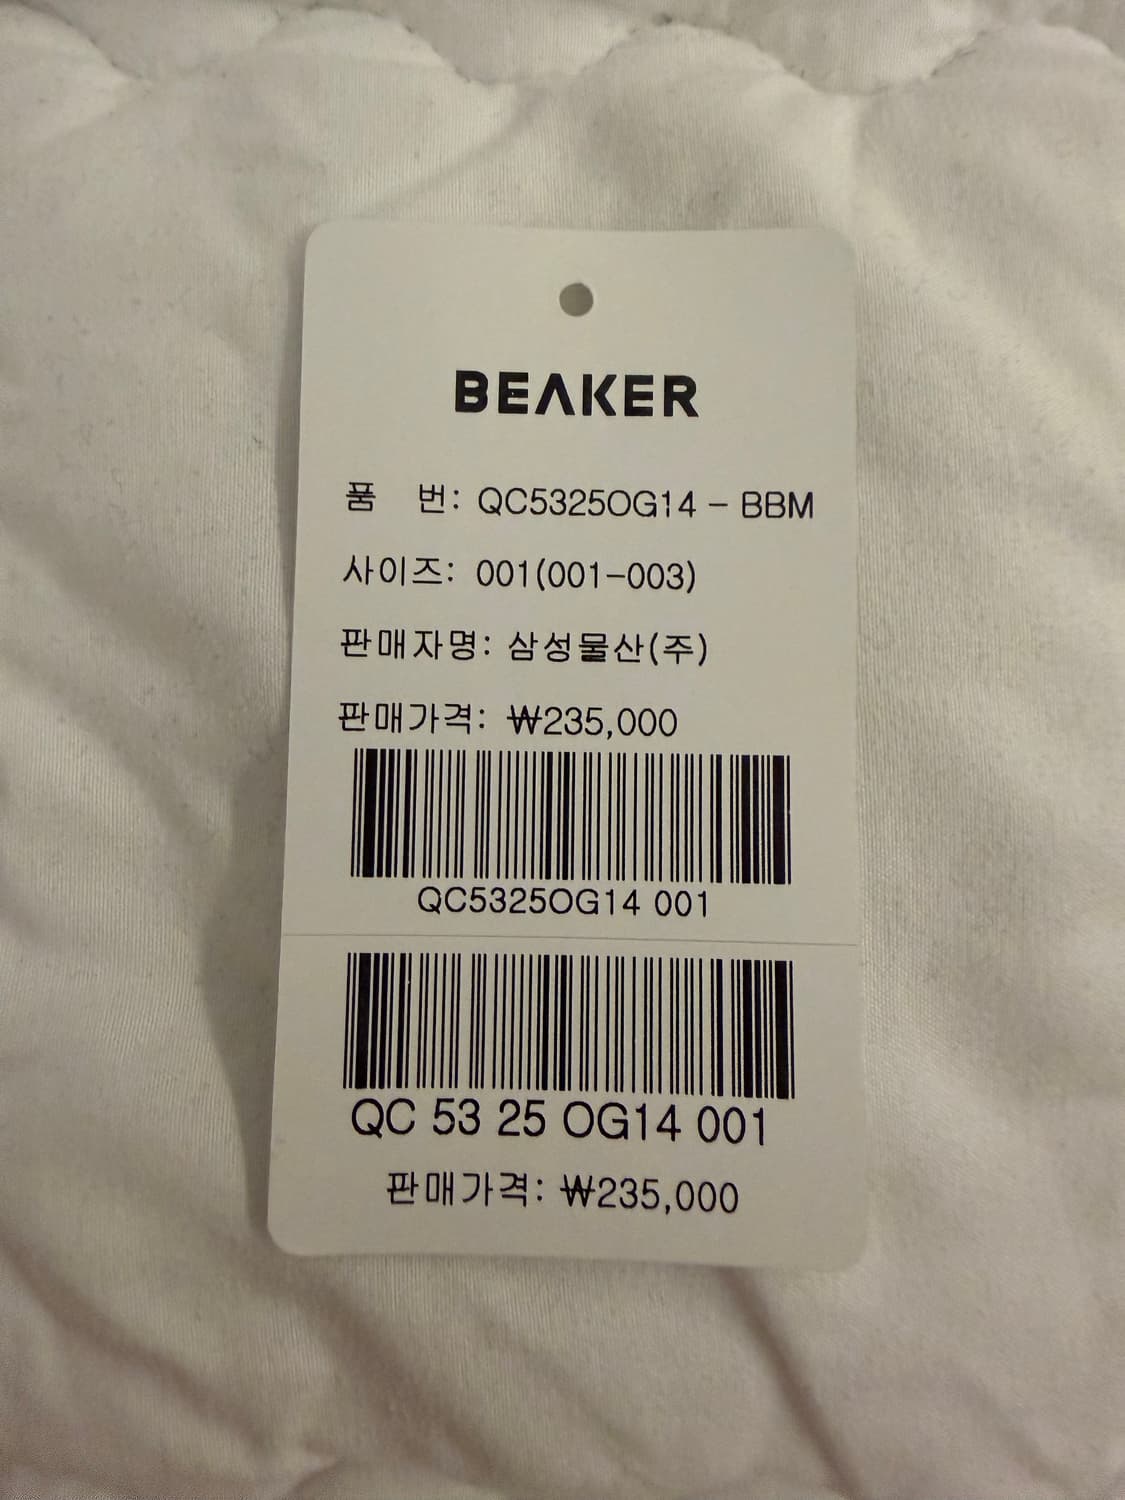 BEAKER
품 번: QC5325OG14 - BBM
사이즈: 001(001-003)
판매자명: 삼성물산(주)
판매가격: ₩235,000
QC5325OG14 001
QC 53 25 OG14 001
판매가격: ₩235,000